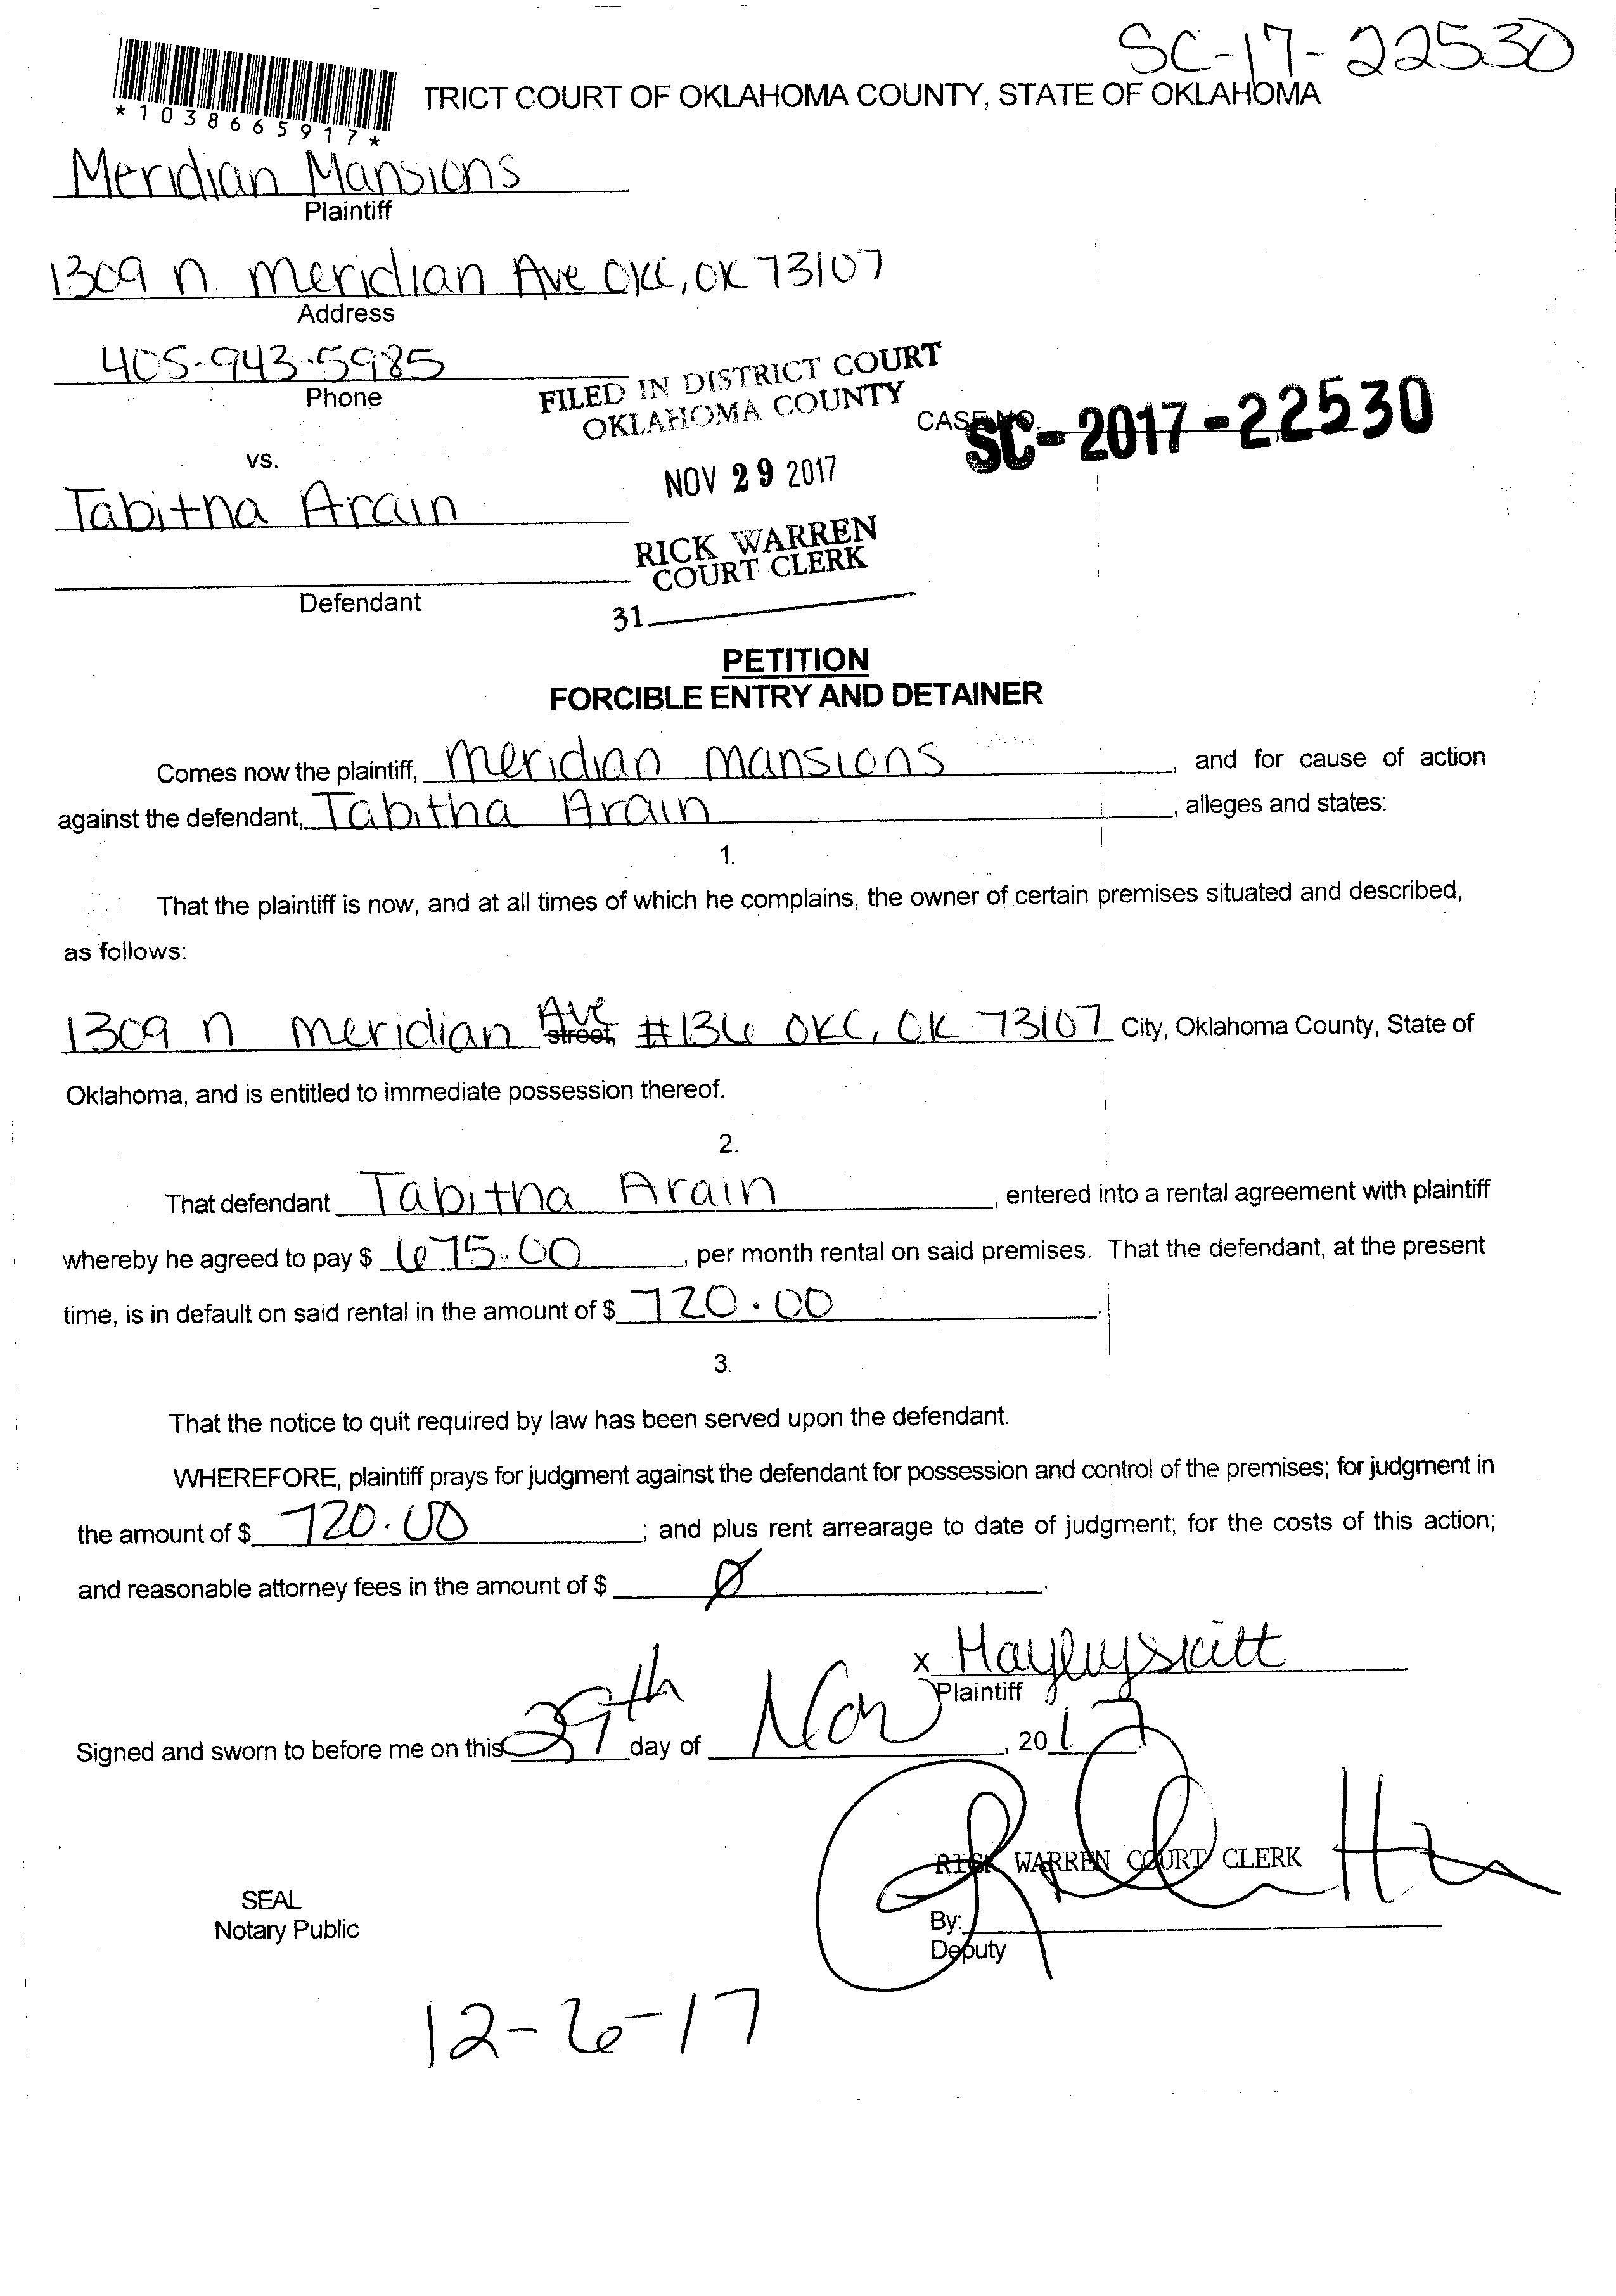 SC-17-22530
*1038665917*
TRICT COURT OF OKLAHOMA COUNTY, STATE OF OKLAHOMA
Meridian Mansions
Plaintiff
1309 n. meridian Ave OKC, OK 73107
Address
405-943-5985
Phone
FILED IN DISTRICT COURT
OKLAHOMA COUNTY
CASE NO.
SC-2017-22530
vs.
NOV 29 2017
Tabitha Arain
RICK WARREN
COURT CLERK
Defendant
31
PETITION
FORCIBLE ENTRY AND DETAINER
Comes now the plaintiff, meridian mansions, and for cause of action
against the defendant, Tabitha Arain, alleges and states:
1.
That the plaintiff is now, and at all times of which he complains, the owner of certain premises situated and described,
as follows:
1309 n meridian Ave street, #136 OKC, OK 73107 City, Oklahoma County, State of
Oklahoma, and is entitled to immediate possession thereof.
2.
That defendant Tabitha Arain, entered into a rental agreement with plaintiff
whereby he agreed to pay $ 675.00, per month rental on said premises. That the defendant, at the present
time, is in default on said rental in the amount of $ 720.00.
3.
That the notice to quit required by law has been served upon the defendant.
WHEREFORE, plaintiff prays for judgment against the defendant for possession and control of the premises; for judgment in
the amount of $ 720.00; and plus rent arrearage to date of judgment; for the costs of this action;
and reasonable attorney fees in the amount of $ Ø.
x
Plaintiff
Signed and sworn to before me on this 29th day of Nov, 2017
RICK WARREN COURT CLERK
SEAL
Notary Public
By:
Deputy
12-6-17